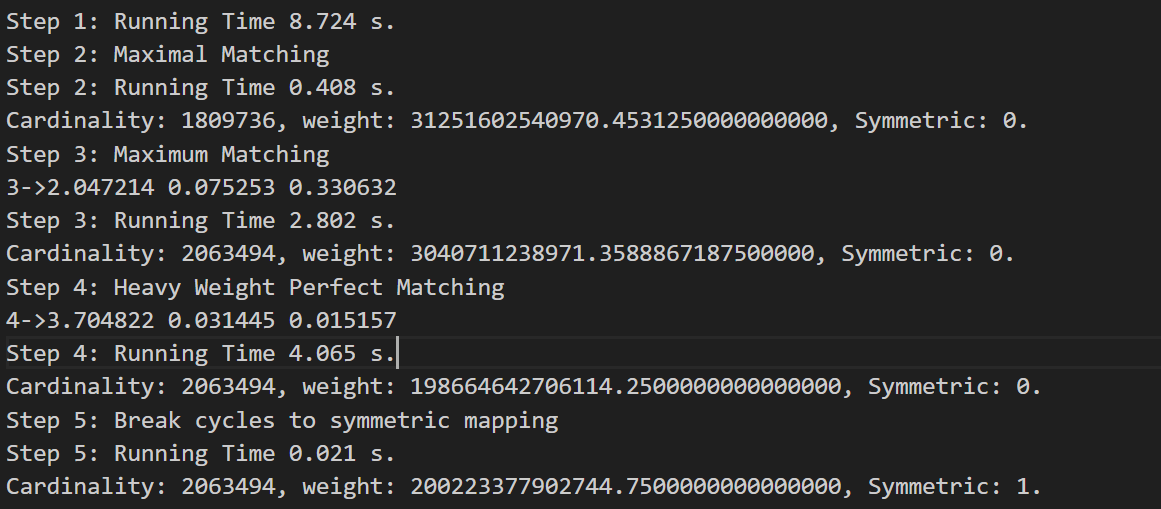 Step 1: Running Time 8.724 s.
Step 2: Maximal Matching
Step 2: Running Time 0.408 s.
Cardinality: 1809736, weight: 31251602540970.4531250000000000, Symmetric: 0.
Step 3: Maximum Matching
3->2.047214 0.075253 0.330632
Step 3: Running Time 2.802 s.
Cardinality: 2063494, weight: 3040711238971.3588867187500000, Symmetric: 0.
Step 4: Heavy Weight Perfect Matching
4->3.704822 0.031445 0.015157
Step 4: Running Time 4.065 s.
Cardinality: 2063494, weight: 198664642706114.2500000000000000, Symmetric: 0.
Step 5: Break cycles to symmetric mapping
Step 5: Running Time 0.021 s.
Cardinality: 2063494, weight: 200223377902744.7500000000000000, Symmetric: 1.